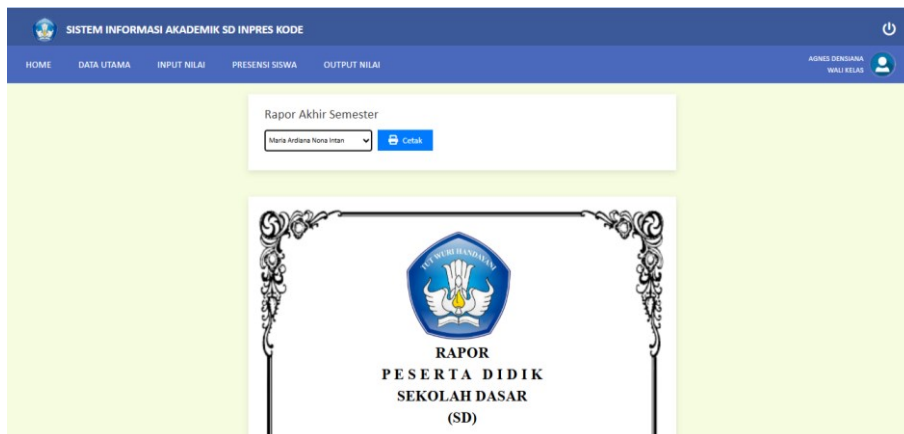 SISTEM INFORMASI AKADEMIK SD INPRES KODE
HOME DATA UTAMA INPUT NILAI PRESENSI SISWA OUTPUT NILAI
AGNES DENSIANA
WALI KELAS
Rapor Akhir Semester
Maria Ardiana Nona Intan
Cetak
TUT WURI HANDAYANI
RAPOR
PESERTA DIDIK
SEKOLAH DASAR
(SD)